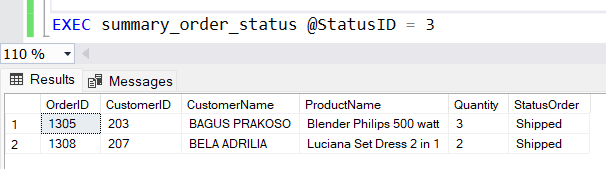 EXEC summary_order_status @StatusID = 3
110 %
Results Messages
OrderID CustomerID CustomerName ProductName Quantity StatusOrder
1 1305 203 BAGUS PRAKOSO Blender Philips 500 watt 3 Shipped
2 1308 207 BELA ADRILIA Luciana Set Dress 2 in 1 2 Shipped